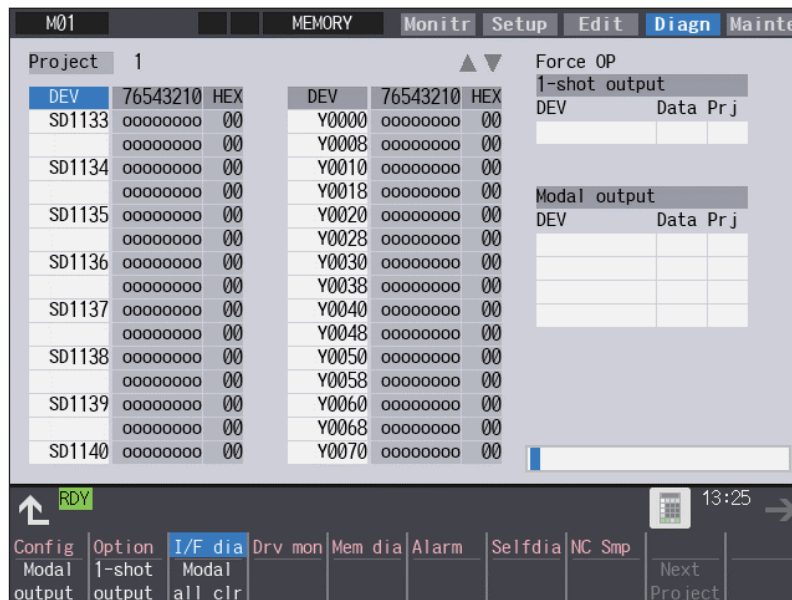 M01 MEMORY Monitr Setup Edit Diagn Mainte
Project 1 Force OP
1-shot output
DEV 76543210 HEX DEV 76543210 HEX DEV Data Prj
SD1133 oooooooo 00 Y0000 oooooooo 00
oooooooo 00 Y0008 oooooooo 00
SD1134 oooooooo 00 Y0010 oooooooo 00
oooooooo 00 Y0018 oooooooo 00 Modal output
SD1135 oooooooo 00 Y0020 oooooooo 00 DEV Data Prj
oooooooo 00 Y0028 oooooooo 00
SD1136 oooooooo 00 Y0030 oooooooo 00
oooooooo 00 Y0038 oooooooo 00
SD1137 oooooooo 00 Y0040 oooooooo 00
oooooooo 00 Y0048 oooooooo 00
SD1138 oooooooo 00 Y0050 oooooooo 00
oooooooo 00 Y0058 oooooooo 00
SD1139 oooooooo 00 Y0060 oooooooo 00
oooooooo 00 Y0068 oooooooo 00
SD1140 oooooooo 00 Y0070 oooooooo 00
RDY 13:25
Config Option I/F dia Drv mon Mem dia Alarm Selfdia NC Smp
Modal 1-shot Modal Next
output output all clr Project